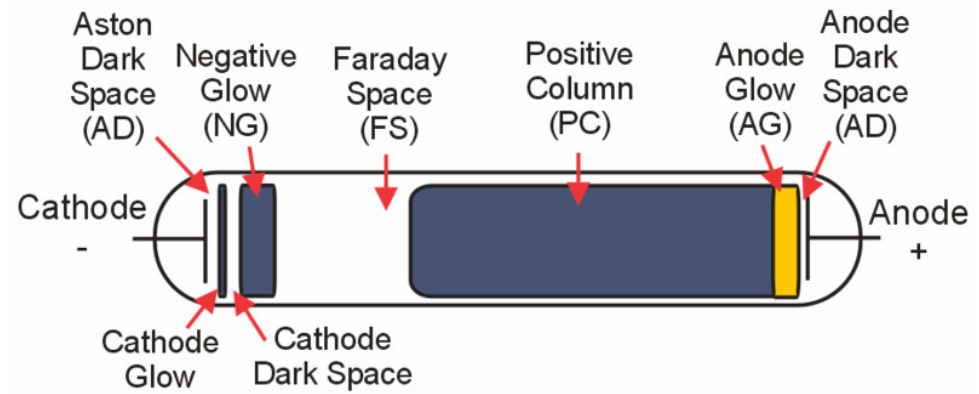 Aston
Dark
Space
(AD)
Negative
Glow
(NG)
Faraday
Space
(FS)
Positive
Column
(PC)
Anode
Glow
(AG)
Anode
Dark
Space
(AD)
Cathode
-
Anode
+
Cathode
Glow
Cathode
Dark Space